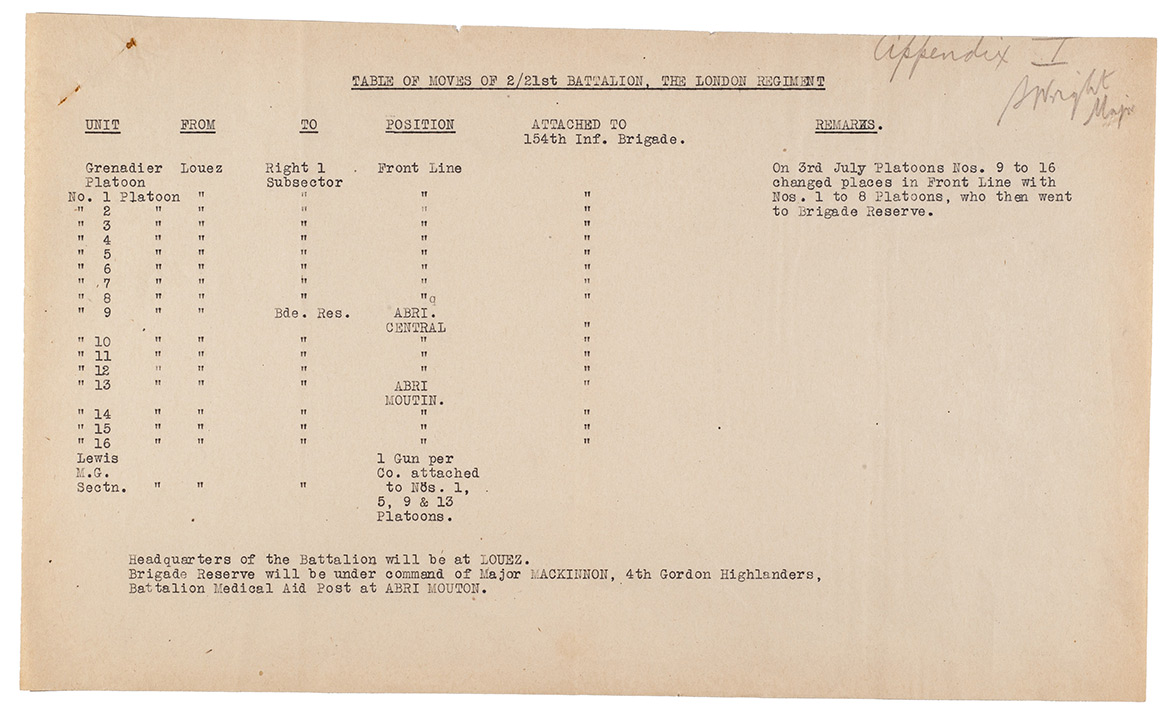 Appendix I
TABLE OF MOVES OF 2/21st BATTALION, THE LONDON REGIMENT
AWright
Major
UNIT FROM TO POSITION ATTACHED TO REMARKS.
154th Inf. Brigade.
Grenadier Louez Right 1 Front Line On 3rd July Platoons Nos. 9 to 16
Platoon Subsector changed places in Front Line with
No. 1 Platoon " " " " Nos. 1 to 8 Platoons, who then went
" 2 " " " " " to Brigade Reserve.
" 3 " " " " "
" 4 " " " " "
" 5 " " " " "
" 6 " " " " "
" 7 " " " " "
" 8 " " " " "
" 9 " " Bde. Res. ABRI.
CENTRAL "
" 10 " " " " "
" 11 " " " " "
" 12 " " " " "
" 13 " " " ABRI "
MOUTIN.
" 14 " " " " "
" 15 " " " " "
" 16 " " " " "
Lewis 1 Gun per
M.G. Co. attached
Sectn. " " " to Nos. 1,
5, 9 & 13
Platoons.
Headquarters of the Battalion will be at LOUEZ.
Brigade Reserve will be under command of Major MACKINNON, 4th Gordon Highlanders,
Battalion Medical Aid Post at ABRI MOUTON.